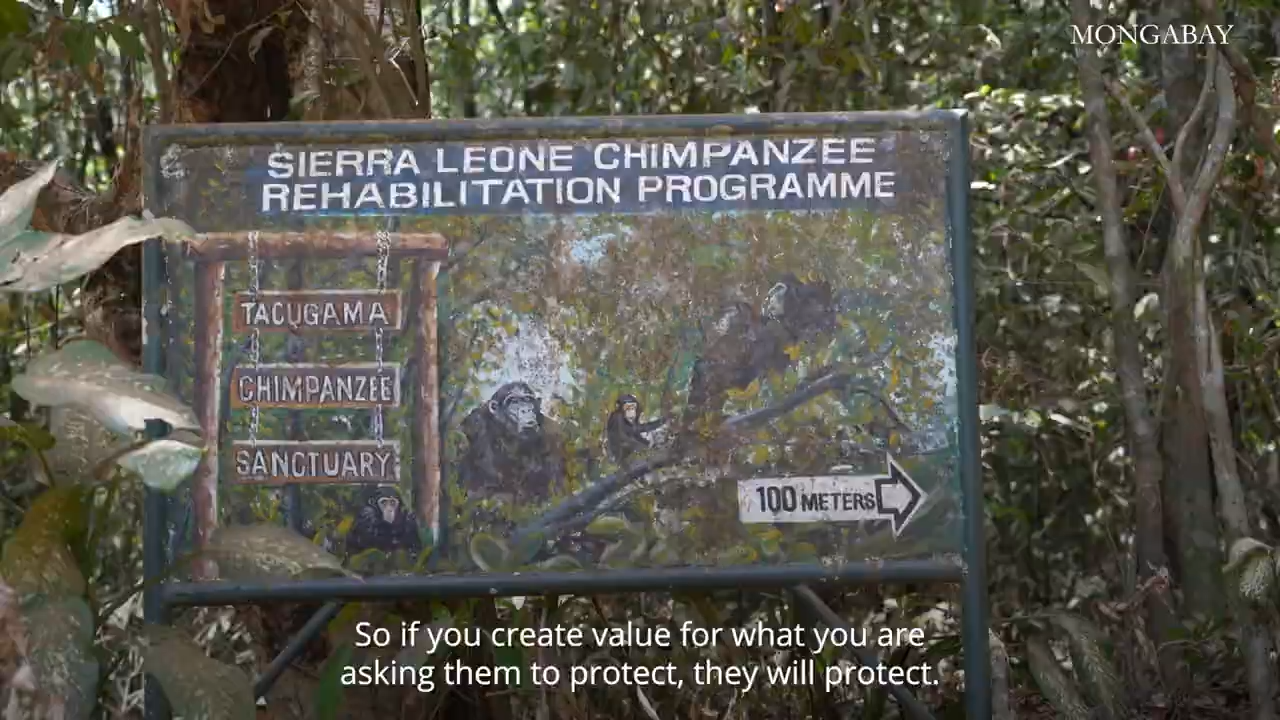 MONGABAY
SIERRA LEONE CHIMPANZEE
REHABILITATION PROGRAMME
TACUGAMA
CHIMPANZEE
SANCTUARY
100 METERS
So if you create value for what you are
asking them to protect, they will protect.